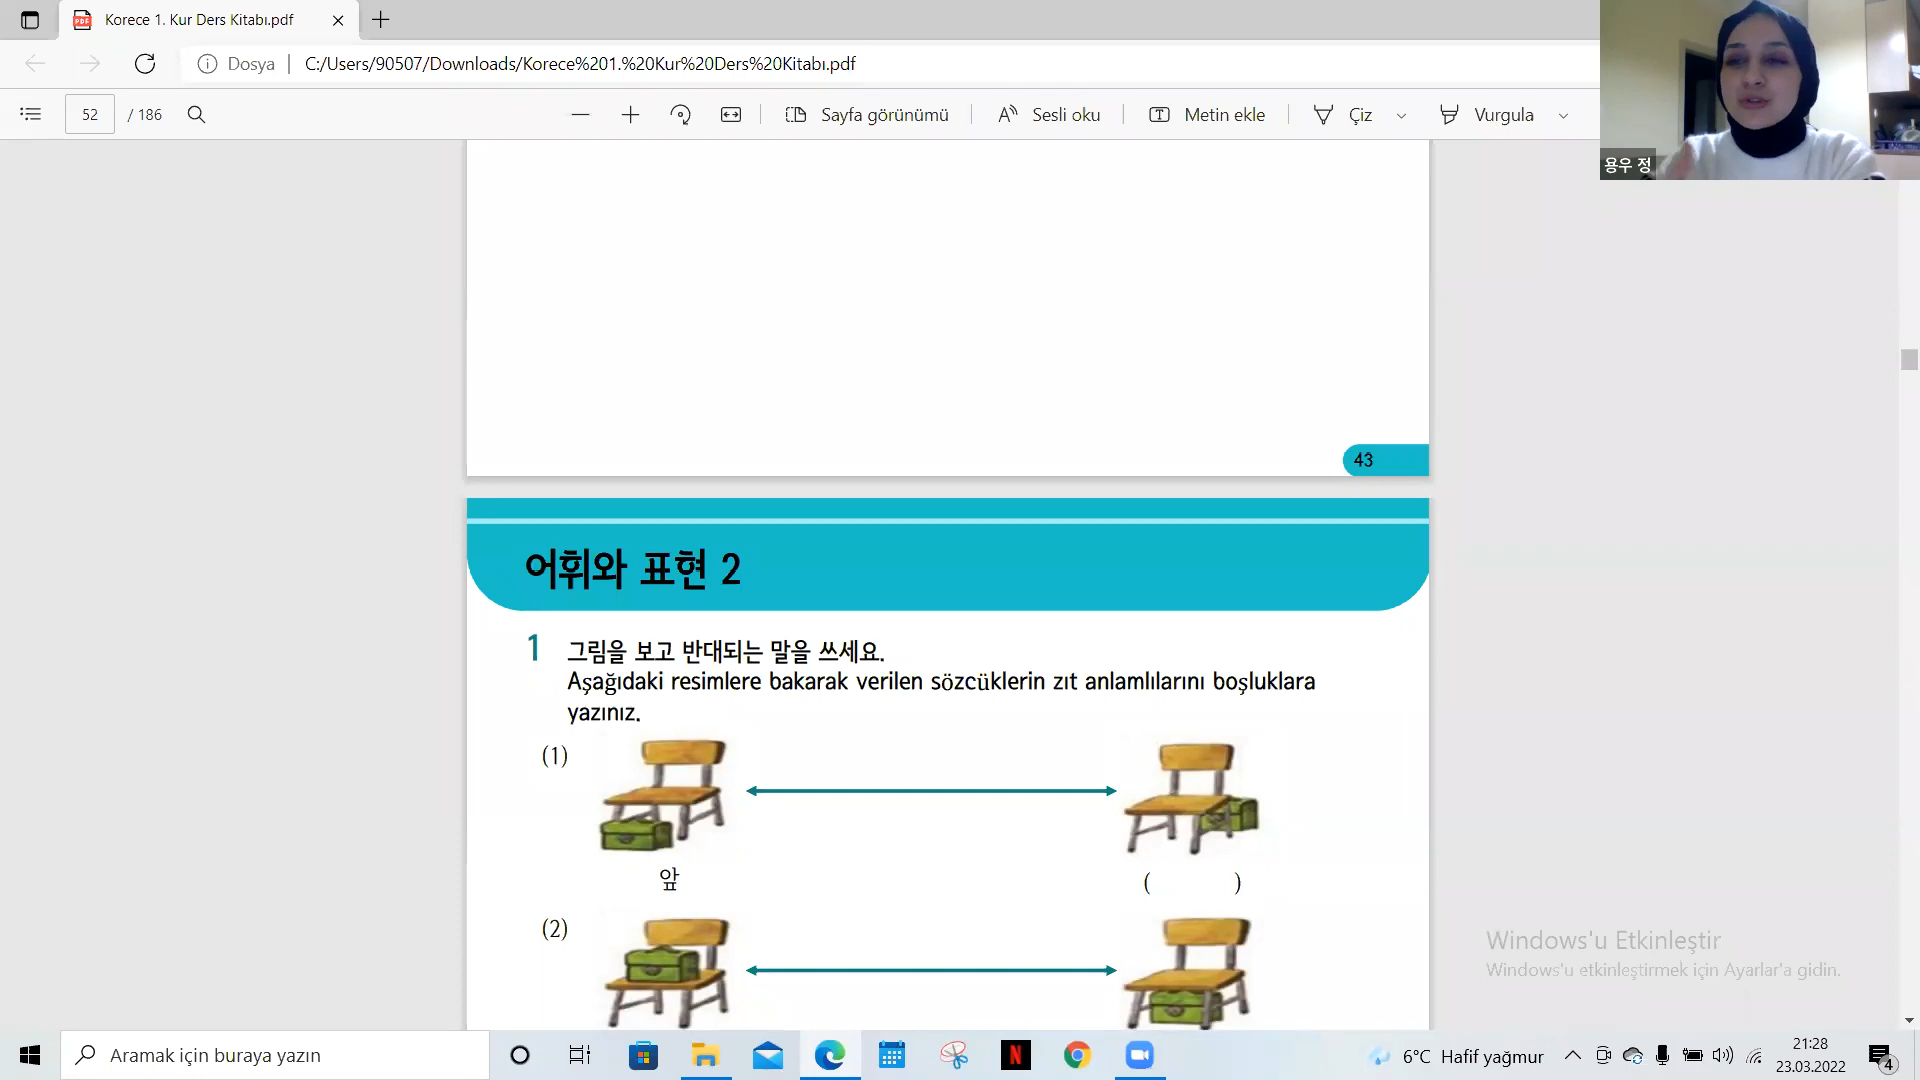 Korece 1. Kur Ders Kitabı.pdf
Dosya
C:/Users/90507/Downloads/Korece%201.%20Kur%20Ders%20Kitabı.pdf
52
/ 186
Sayfa görünümü
Sesli oku
Metin ekle
Çiz
Vurgula
용우 정
43
어휘와 표현 2
1 그림을 보고 반대되는 말을 쓰세요.
Aşağıdaki resimlere bakarak verilen sözcüklerin zıt anlamlılarını boşluklara
yazınız.
(1)
앞
( )
(2)
Windows'u Etkinleştir
Windows'u etkinleştirmek için Ayarlar'a gidin.
Aramak için buraya yazın
6°C Hafif yağmur
21:28
23.03.2022
4